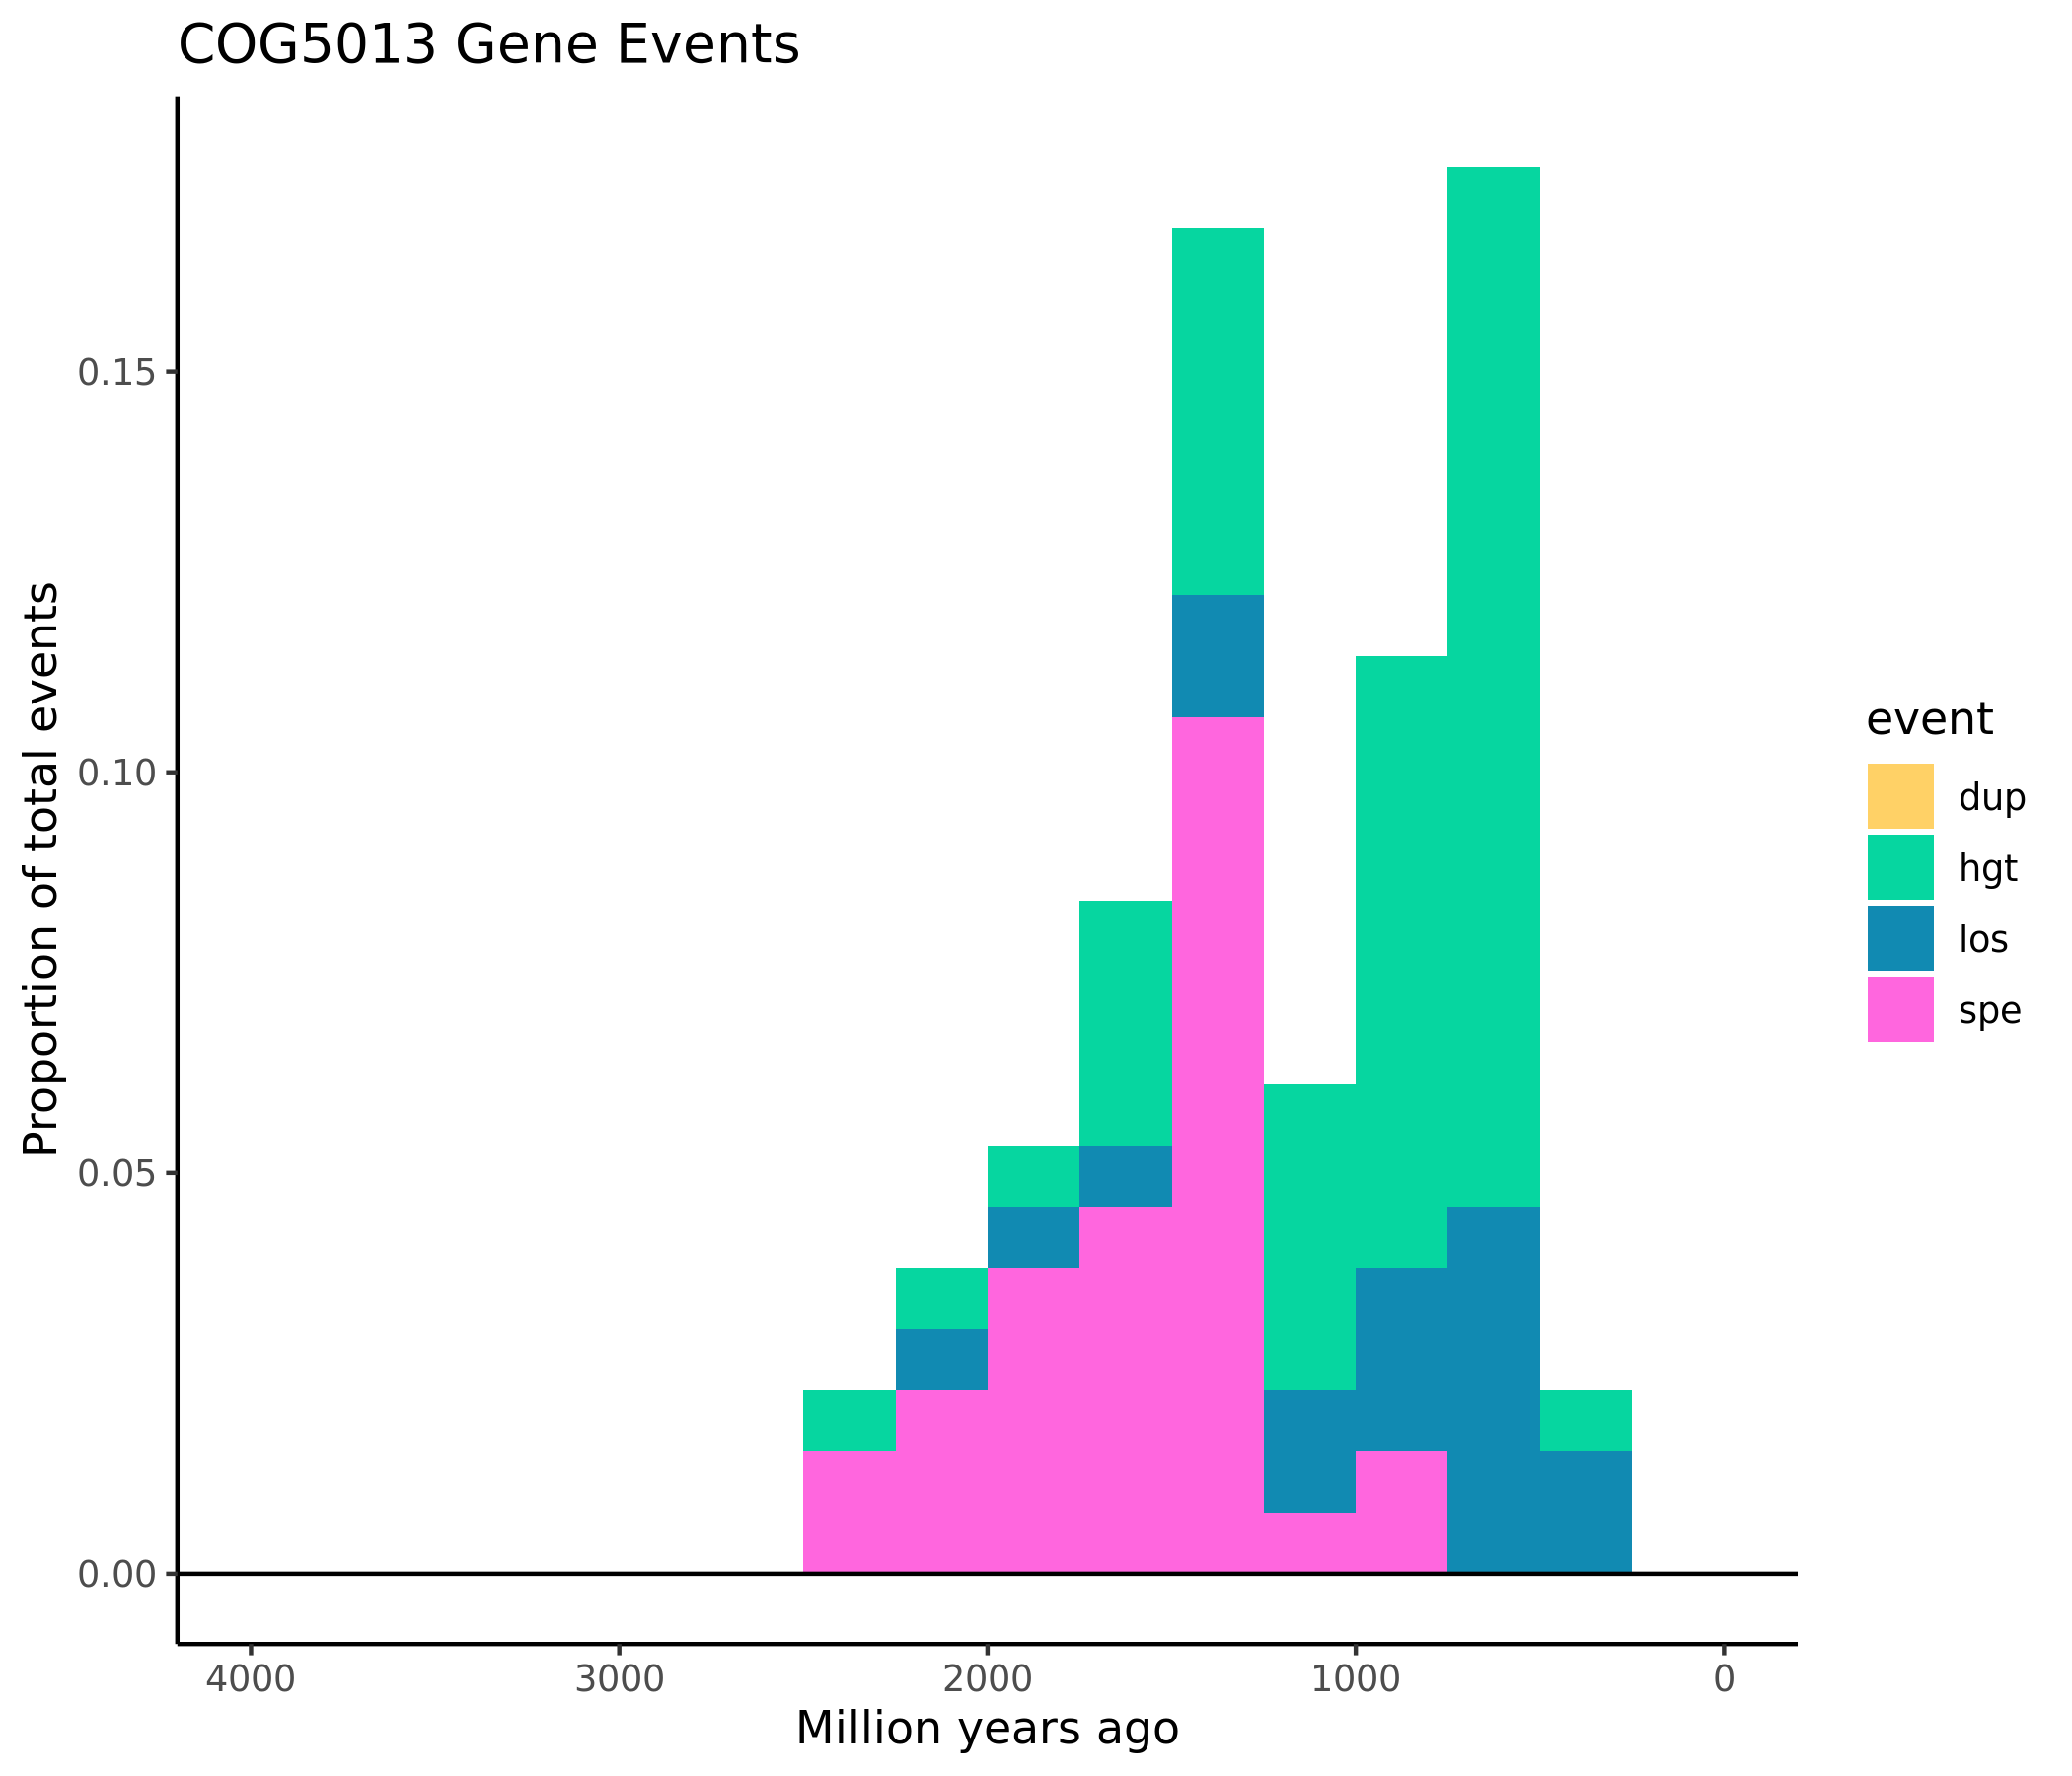 COG5013 Gene Events
Proportion of total events
0.15
0.10
0.05
0.00
4000 3000 2000 1000 0
Million years ago
event
dup
hgt
los
spe